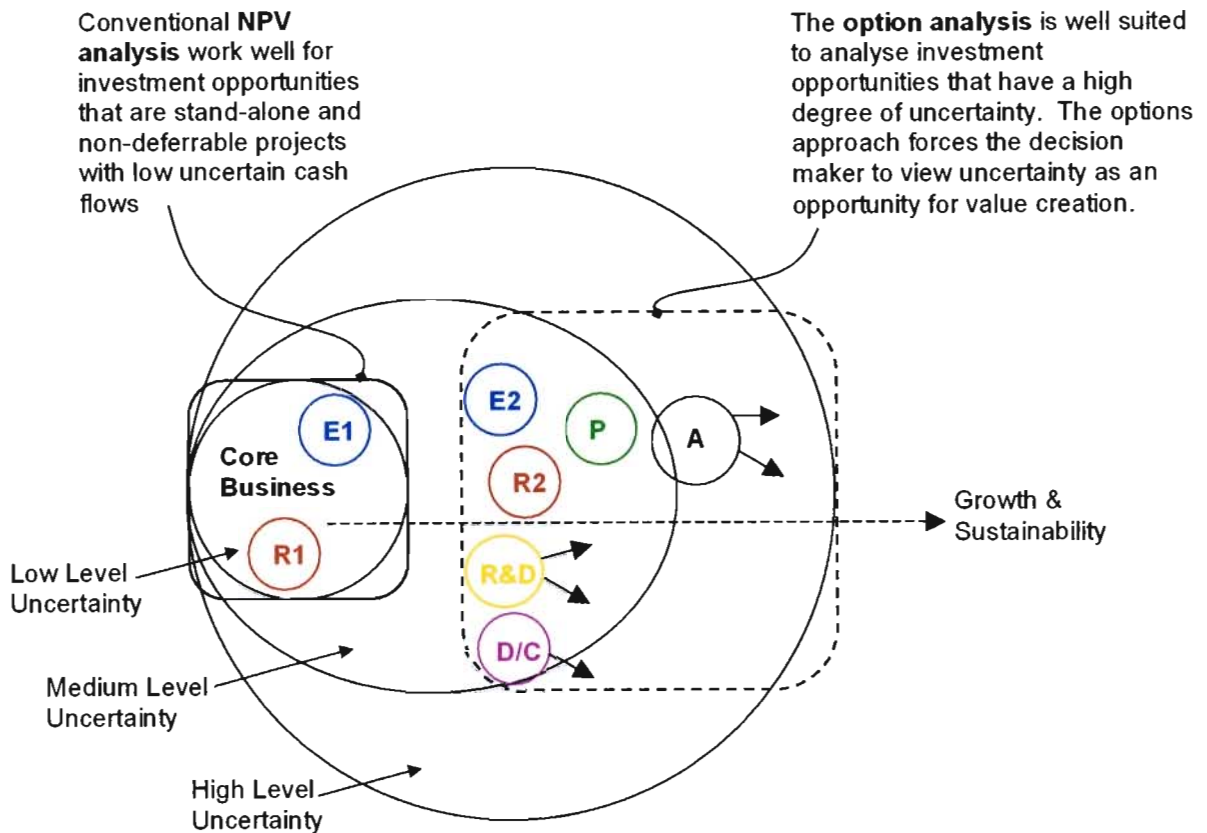 Conventional NPV
analysis work well for
investment opportunities
that are stand-alone and
non-deferrable projects
with low uncertain cash
flows
The option analysis is well suited
to analyse investment
opportunities that have a high
degree of uncertainty.  The options
approach forces the decision
maker to view uncertainty as an
opportunity for value creation.
E1
Core
Business
R1
E2
P
A
R2
R&D
D/C
Growth &
Sustainability
Low Level
Uncertainty
Medium Level
Uncertainty
High Level
Uncertainty